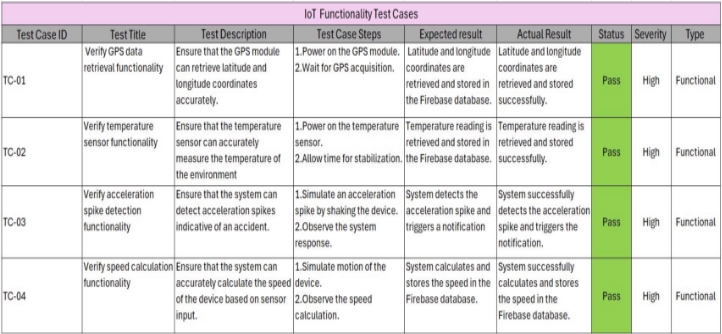 IoT Functionality Test Cases
Test Case ID Test Title Test Description Test Case Steps Expected result Actual Result Status Severity Type
TC-01
Verify GPS data
retrieval functionality
Ensure that the GPS module
can retrieve latitude and
longitude coordinates
accurately.
1.Power on the GPS module.
2.Wait for GPS acquisition.
Latitude and longitude
coordinates are
retrieved and stored in
the Firebase database.
Latitude and longitude
coordinates are
retrieved and stored
successfully.
Pass
High
Functional
TC-02
Verify temperature
sensor functionality
Ensure that the temperature
sensor can accurately
measure the temperature of
the environment
1.Power on the temperature
sensor.
2.Allow time for stabilization.
Temperature reading is
retrieved and stored in
the Firebase database.
Temperature reading is
retrieved and stored
successfully.
Pass
High
Functional
TC-03
Verify acceleration
spike detection
functionality
Ensure that the system can
detect acceleration spikes
indicative of an accident.
1.Simulate an acceleration
spike by shaking the device.
2.Observe the system
response.
System detects the
acceleration spike and
triggers a notification
System successfully
detects the acceleration
spike and triggers the
notification.
Pass
High
Functional
TC-04
Verify speed calculation
functionality
Ensure that the system can
accurately calculate the speed
of the device based on sensor
input.
1.Simulate motion of the
device.
2.Observe the speed
calculation.
System calculates and
stores the speed in the
Firebase database.
System successfully
calculates and stores
the speed in the
Firebase database.
Pass
High
Functional